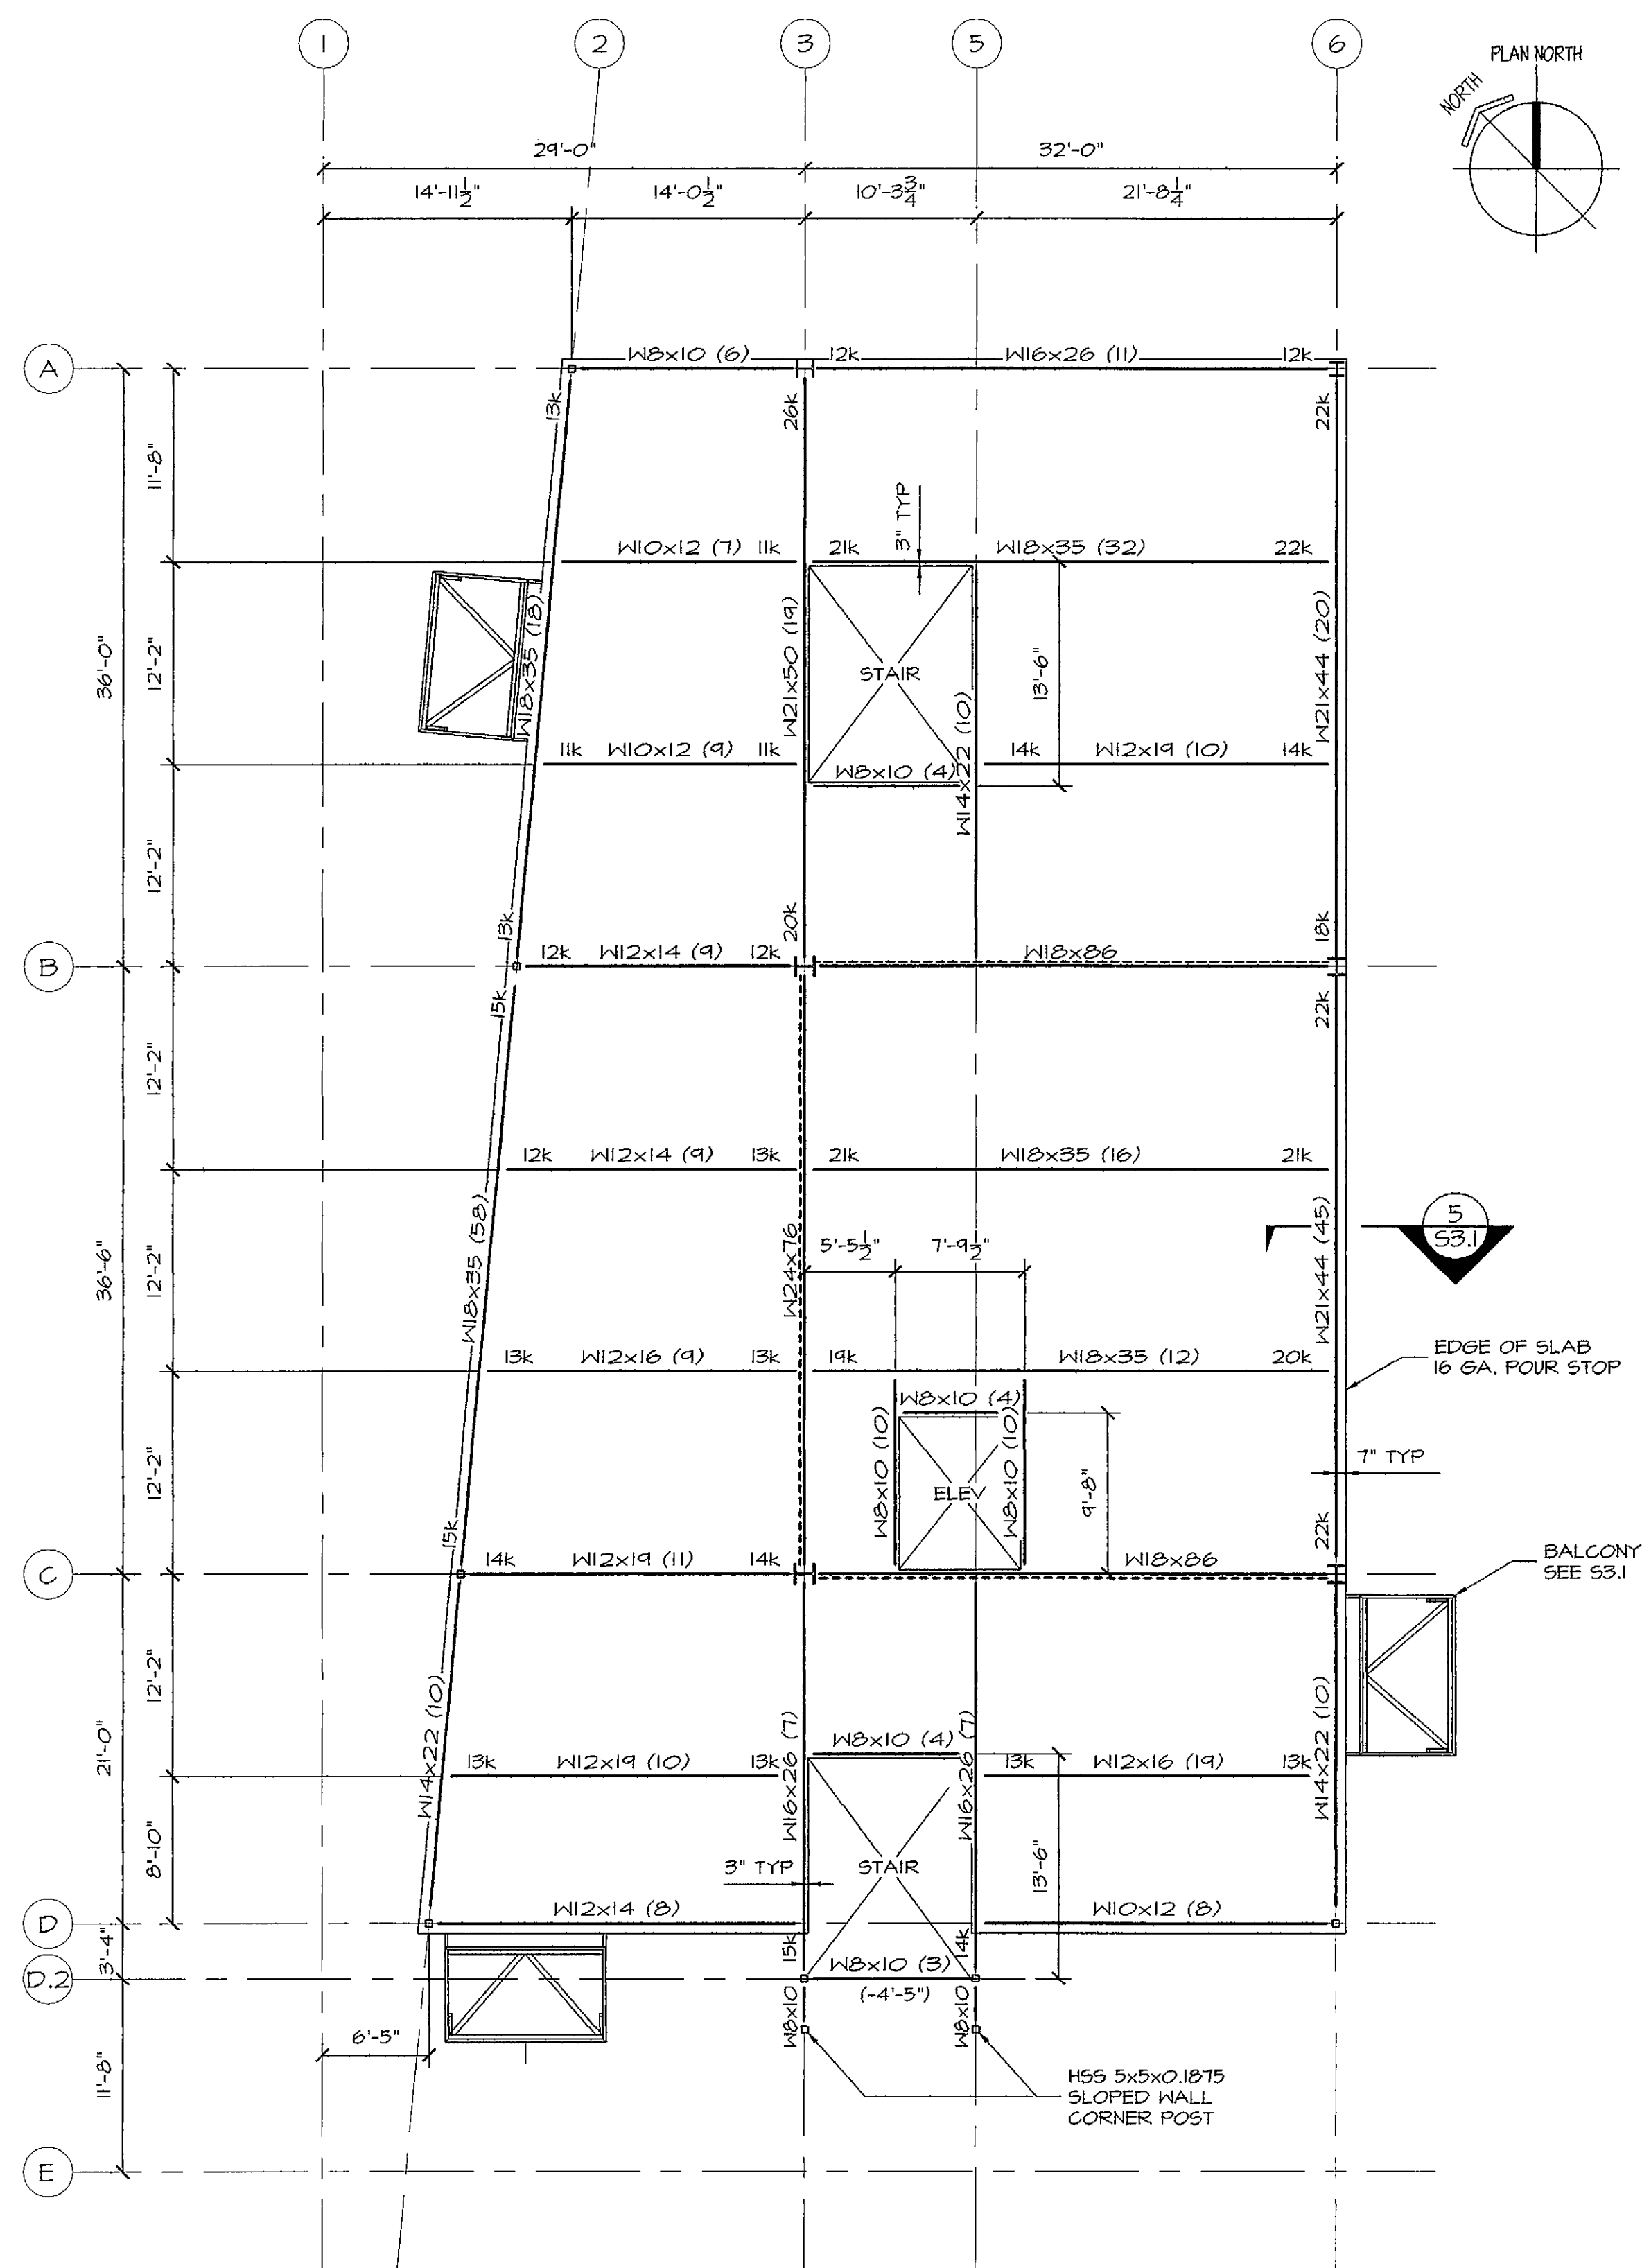 1 2 3 5 6
PLAN NORTH
NORTH
29'-0" 32'-0"
14'-11 1/2" 14'-0 1/2" 10'-3 3/4" 21'-8 1/4"
A
W8x10 (6) 12k W16x26 (11) 12k
13k 26k 22k
11'-8"
3" TYP
W10x12 (7) 11k 21k W18x35 (32) 22k
36'-0"
12'-2"
W18x35 (18)
W21x50 (19)
STAIR
13'-6"
W21x44 (20)
W14x22 (10)
11k W10x12 (9) 11k 14k W12x19 (10) 14k
W8x10 (4)
12'-2"
13k 20k 18k
B
12k W12x14 (9) 12k W18x86
15k 22k
12'-2"
12k W12x14 (9) 13k 21k W18x35 (16) 21k
36'-6"
12'-2"
W18x35 (58)
W24x76
5'-5 1/2" 7'-9 1/2"
W21x44 (45)
5
S3.1
13k W12x16 (9) 13k 19k W18x35 (12) 20k
EDGE OF SLAB
16 GA. POUR STOP
W8x10 (4)
W8x10 (10)
W8x10 (10)
ELEV
9'-8"
12'-2"
7" TYP
15k 22k
C
14k W12x19 (11) 14k W18x86
BALCONY
SEE S3.1
12'-2"
21'-0"
W14x22 (10)
W16x26 (7)
W8x10 (4)
W16x26 (7)
W14x22 (10)
13k W12x19 (10) 13k 13k W12x16 (19) 13k
8'-10"
3" TYP
STAIR
13'-6"
D
W12x14 (8) W10x12 (8)
3'-4"
15k 14k
D.2
W8x10 (3)
(-4'-5")
W8x10 W8x10
6'-5"
11'-8"
HSS 5x5x0.1875
SLOPED WALL
CORNER POST
E